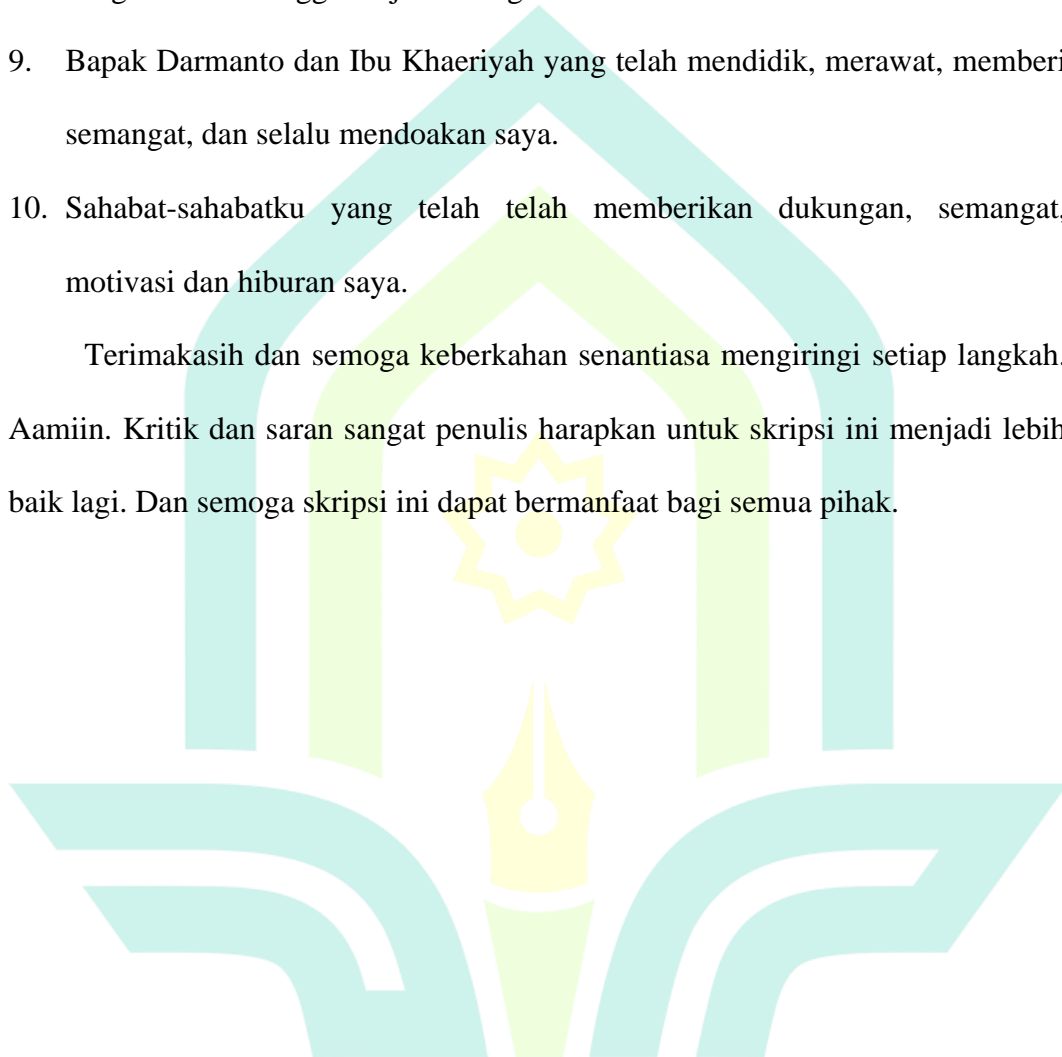 9. Bapak Darmanto dan Ibu Khaeriyah yang telah mendidik, merawat, memberi
semangat, dan selalu mendoakan saya.
10. Sahabat-sahabatku yang telah telah memberikan dukungan, semangat,
motivasi dan hiburan saya.
Terimakasih dan semoga keberkahan senantiasa mengiringi setiap langkah.
Aamiin. Kritik dan saran sangat penulis harapkan untuk skripsi ini menjadi lebih
baik lagi. Dan semoga skripsi ini dapat bermanfaat bagi semua pihak.